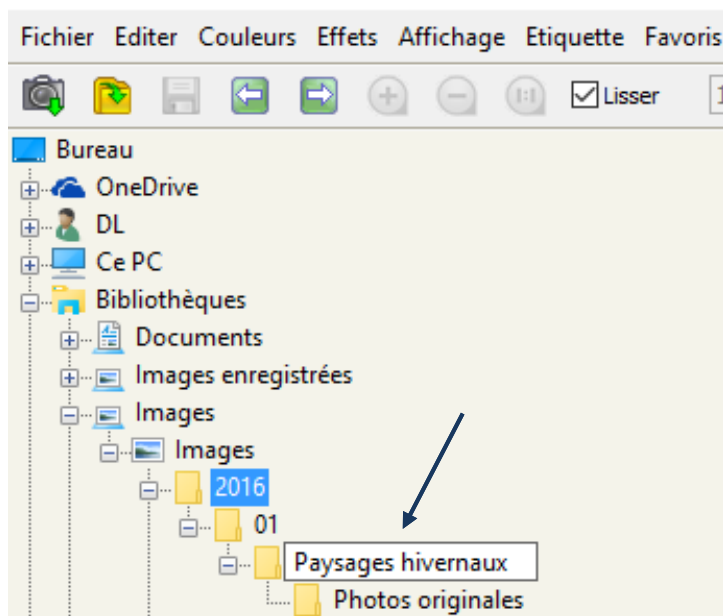 Fichier Editer Couleurs Effets Affichage Etiquette Favoris
Lisser
Bureau
OneDrive
DL
Ce PC
Bibliothèques
Documents
Images enregistrées
Images
Images
2016
01
Paysages hivernaux
Photos originales